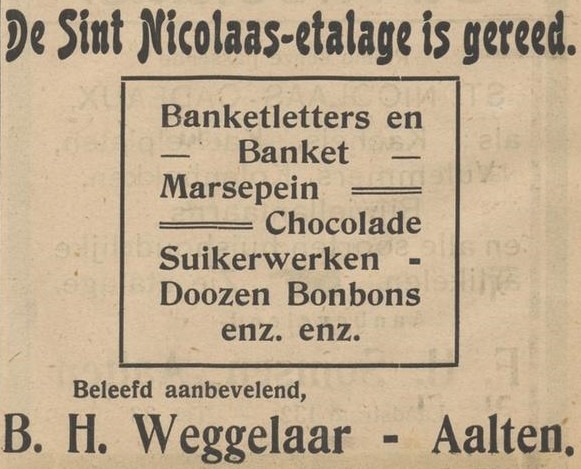 De Sint Nicolaas-etalage is gereed.
Banketletters en
— Banket —
Marsepein
Chocolade
Suikerwerken -
Doozen Bonbons
enz. enz.
Beleefd aanbevelend,
B. H. Weggelaar - Aalten.